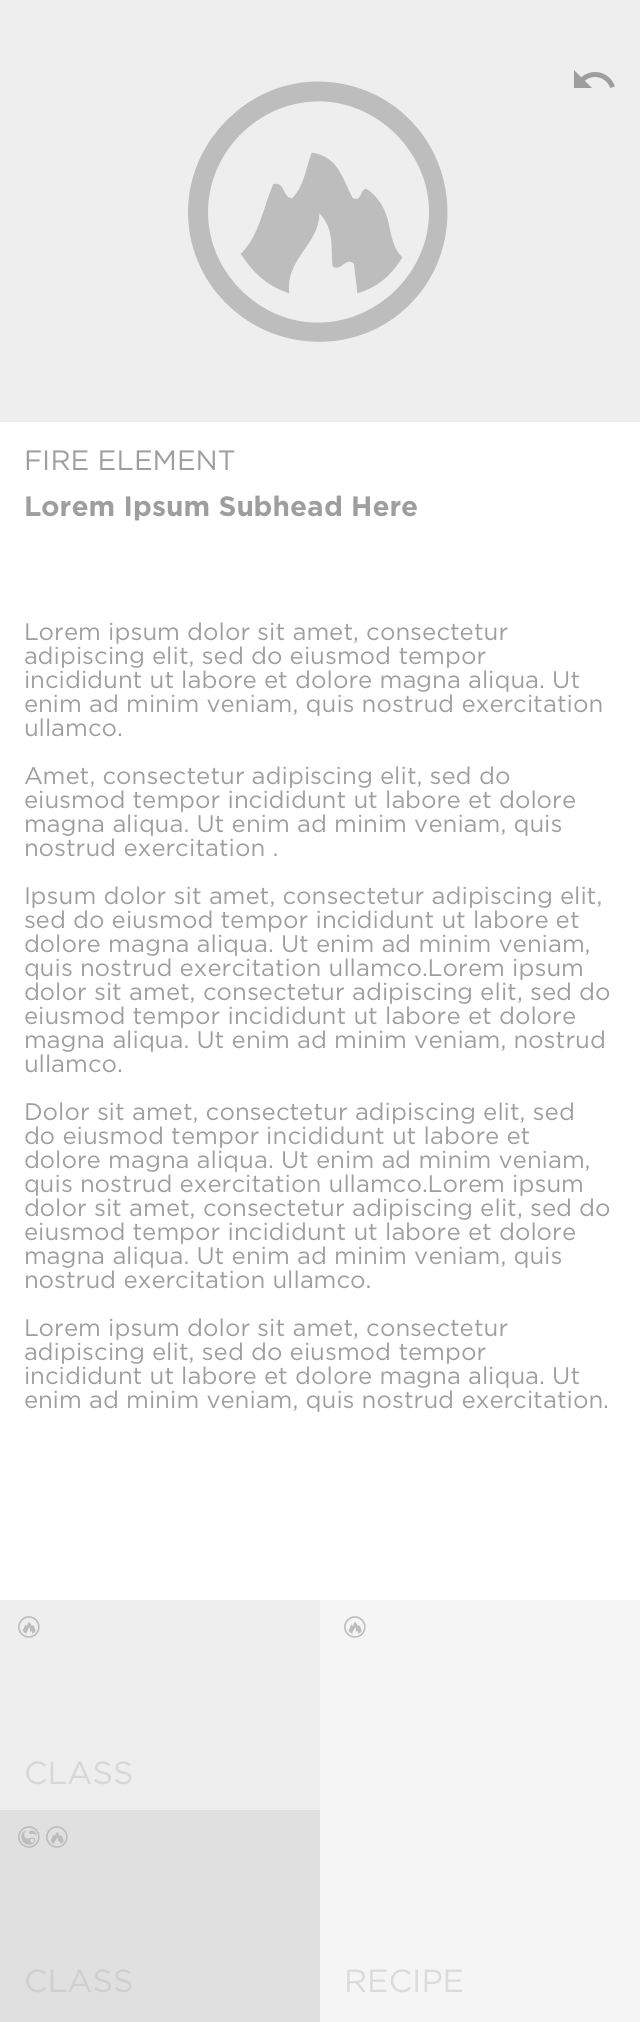 FIRE ELEMENT
Lorem Ipsum Subhead Here
Lorem ipsum dolor sit amet, consectetur
adipiscing elit, sed do eiusmod tempor
incididunt ut labore et dolore magna aliqua. Ut
enim ad minim veniam, quis nostrud exercitation
ullamco.
Amet, consectetur adipiscing elit, sed do
eiusmod tempor incididunt ut labore et dolore
magna aliqua. Ut enim ad minim veniam, quis
nostrud exercitation .
Ipsum dolor sit amet, consectetur adipiscing elit,
sed do eiusmod tempor incididunt ut labore et
dolore magna aliqua. Ut enim ad minim veniam,
quis nostrud exercitation ullamco.Lorem ipsum
dolor sit amet, consectetur adipiscing elit, sed do
eiusmod tempor incididunt ut labore et dolore
magna aliqua. Ut enim ad minim veniam, nostrud
ullamco.
Dolor sit amet, consectetur adipiscing elit, sed
do eiusmod tempor incididunt ut labore et
dolore magna aliqua. Ut enim ad minim veniam,
quis nostrud exercitation ullamco.Lorem ipsum
dolor sit amet, consectetur adipiscing elit, sed do
eiusmod tempor incididunt ut labore et dolore
magna aliqua. Ut enim ad minim veniam, quis
nostrud exercitation ullamco.
Lorem ipsum dolor sit amet, consectetur
adipiscing elit, sed do eiusmod tempor
incididunt ut labore et dolore magna aliqua. Ut
enim ad minim veniam, quis nostrud exercitation.
CLASS
CLASS
RECIPE